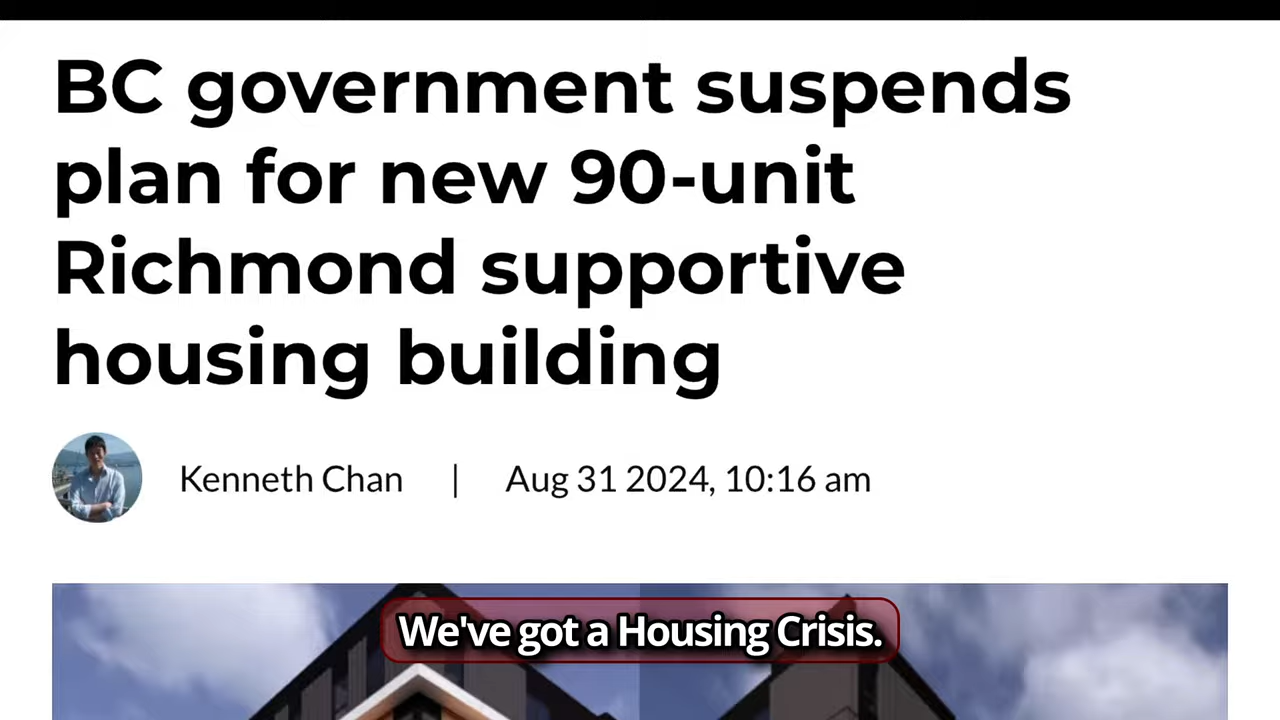 BC government suspends
plan for new 90-unit
Richmond supportive
housing building
Kenneth Chan | Aug 31 2024, 10:16 am
We've got a Housing Crisis.